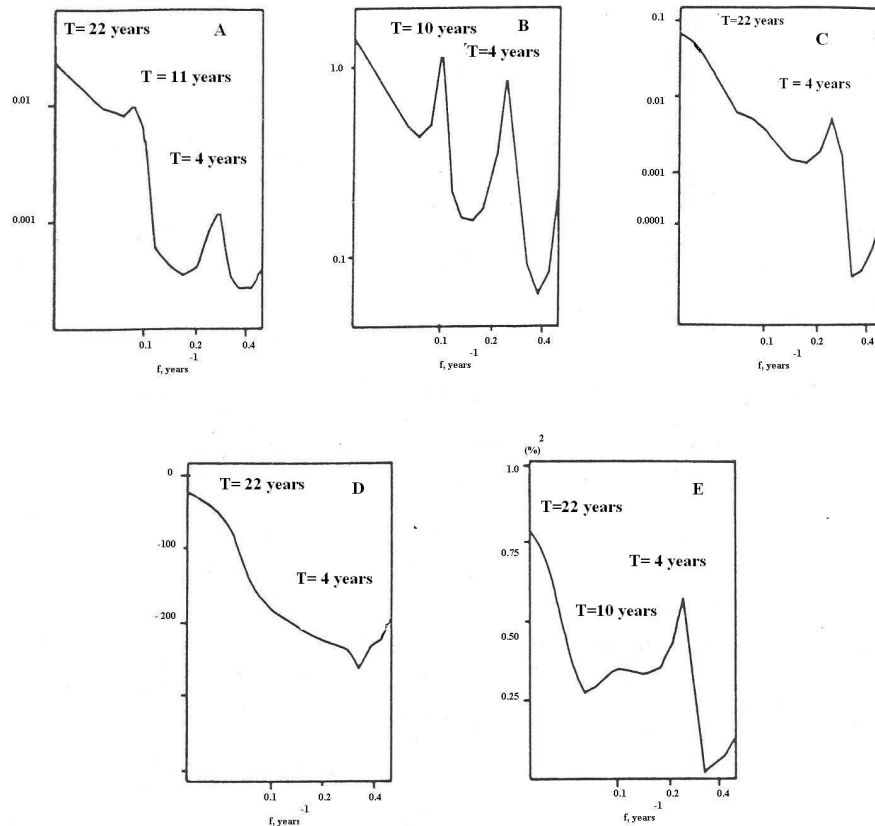 T= 22 years
A
T = 11 years
T= 4 years
0.01
0.001
0.1
0.2
0.4
-1
f, years
T= 10 years
B
T=4 years
1.0
0.1
0.1
0.2
0.4
-1
f, years
0.1
T=22 years
C
T = 4 years
0.01
0.001
0.0001
0.1
0.2
0.4
-1
f, years
0
T= 22 years
D
-100
T= 4 years
- 200
0.1
0.2
0.4
-1
f, years
2
(%)
1.0
E
T=22 years
0.75
T= 4 years
T=10 years
0.50
0.25
0.1
0.2
0.4
-1
f, years